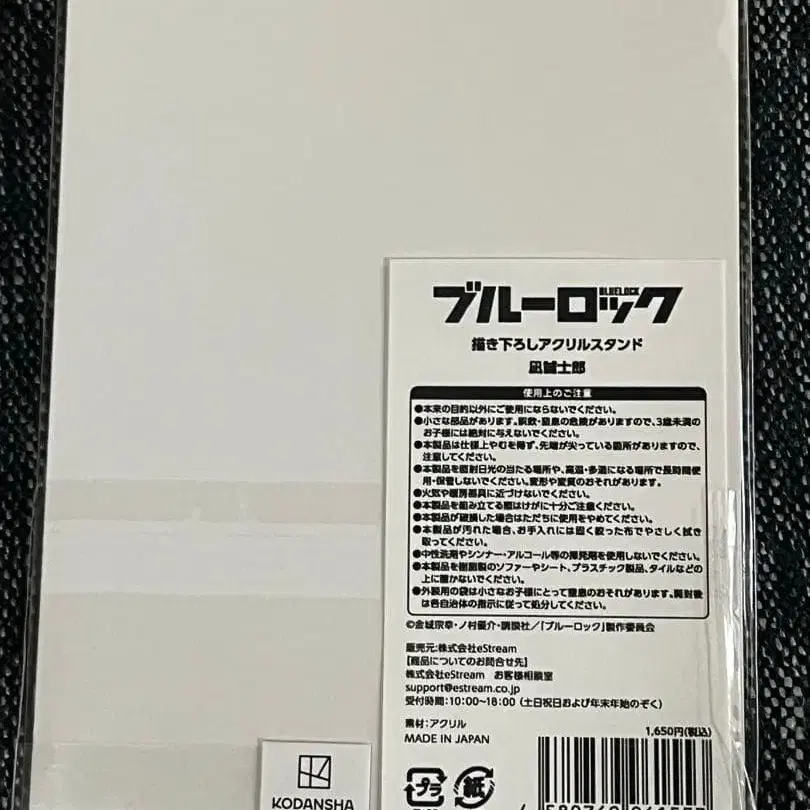 ブルーロック
BLUELOCK
描き下ろしアクリルスタンド
凪誠士郎
使用上のご注意
●本来の目的以外にご使用にならないでください。
●小さな部品があります。誤飲・窒息の危険がありますので、3歳未満の
お子様には絶対に与えないでください。
●本製品は仕様上やむを得ず、先端が尖っている箇所がありますので、
注意してください。
●本製品を直射日光の当たる場所や、高温・多湿になる場所で長時間使
用・保管しないでください。変形や変質のおそれがあります。
●火気や暖房器具に近づけないでください。
●本製品を組み立てる際はけがに十分ご注意ください。
●本製品が破損した場合はただちに使用をやめてください。
●本製品が汚れた場合、お手入れには固く絞った布でやさしく拭き
取ってください。
●中性洗剤やシンナー・アルコール等の揮発剤を使用しないでください。
●本製品を樹脂製のソファーやシート、プラスチック製品、タイルなどの
上に置かないでください。
●外装用の袋は小さなお子様にとって窒息のおそれがあります。開封後
は各自治体の指示に従って処分してください。
©金城宗幸・ノ村優介・講談社/「ブルーロック」製作委員会
販売元:株式会社eStream
【商品についてのお問合せ先】
株式会社eStream お客様相談室
support@estream.co.jp
受付時間:10:00~18:00(土日祝日および年末年始のぞく)
素材:アクリル
1,650円(税込)
MADE IN JAPAN
プラ
紙
KODANSHA